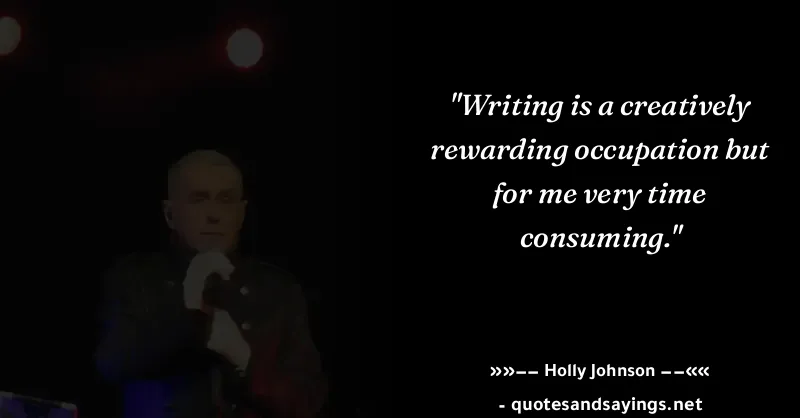 "Writing is a creatively
rewarding occupation but
for me very time
consuming."
»»–– Holly Johnson ––««
- quotesandsayings.net